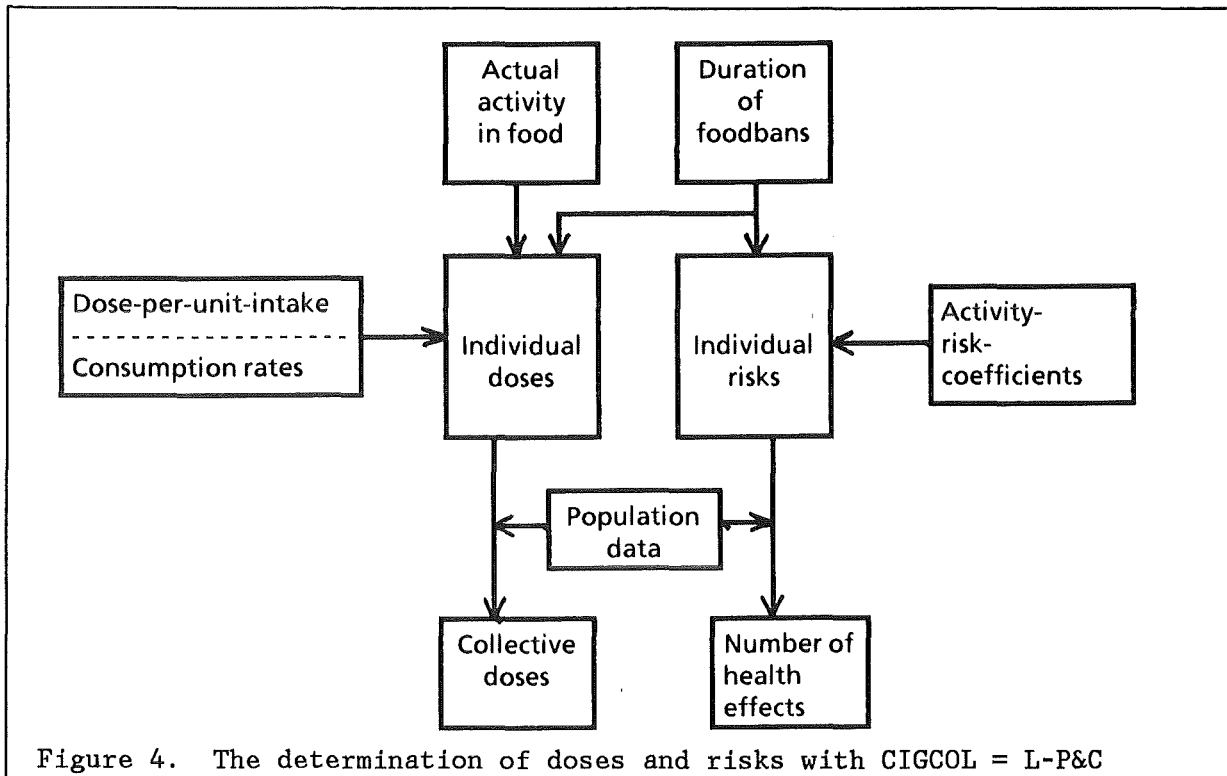 Actual
activity
in food
Duration
of
foodbans
Dose-per-unit-intake
Consumption rates
Individual
doses
Individual
risks
Activity-
risk-
coefficients
Population
data
Collective
doses
Number of
health
effects
Figure 4. The determination of doses and risks with CIGCOL = L-P&C